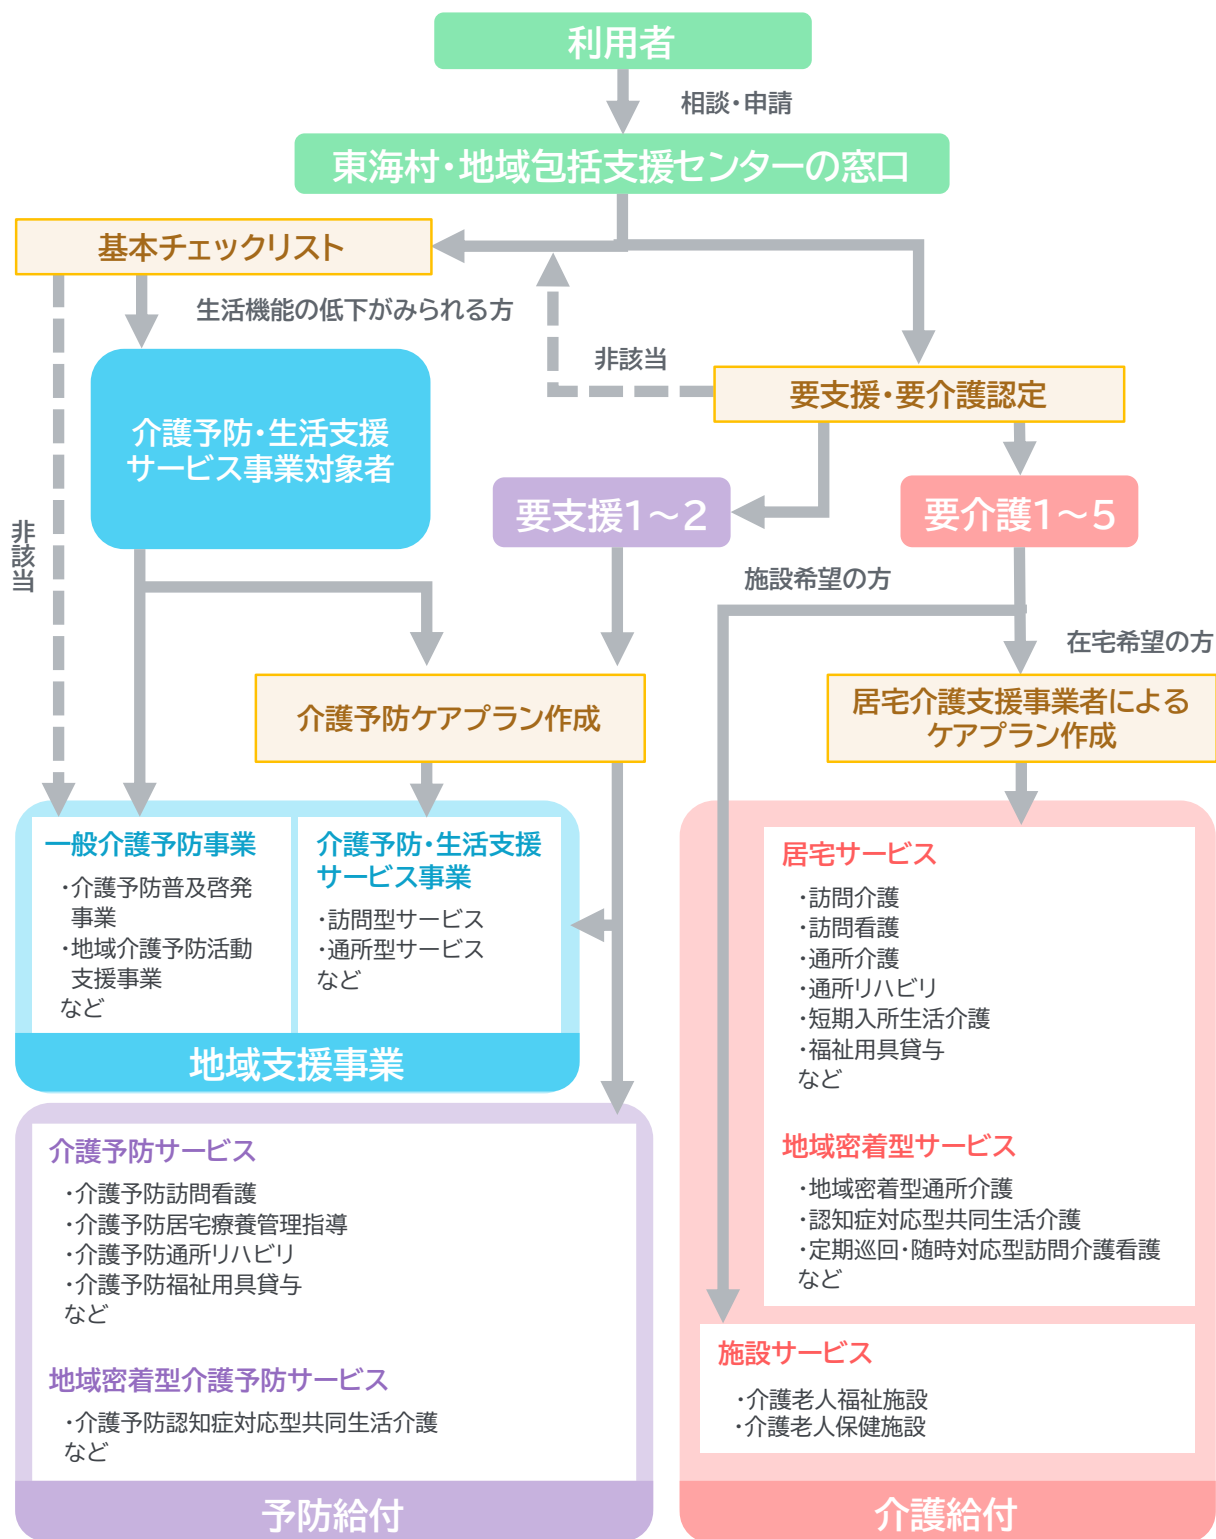 利用者
相談・申請
東海村・地域包括支援センターの窓口
基本チェックリスト
生活機能の低下がみられる方
非該当
要支援・要介護認定
介護予防・生活支援
サービス事業対象者
要支援1～2
要介護1～5
非該当
施設希望の方
在宅希望の方
介護予防ケアプラン作成
居宅介護支援事業者による
ケアプラン作成
一般介護予防事業
・介護予防普及啓発
事業
・地域介護予防活動
支援事業
など
介護予防・生活支援
サービス事業
・訪問型サービス
・通所型サービス
など
地域支援事業
介護予防サービス
・介護予防訪問看護
・介護予防居宅療養管理指導
・介護予防通所リハビリ
・介護予防福祉用具貸与
など
地域密着型介護予防サービス
・介護予防認知症対応型共同生活介護
など
予防給付
居宅サービス
・訪問介護
・訪問看護
・通所介護
・通所リハビリ
・短期入所生活介護
・福祉用具貸与
など
地域密着型サービス
・地域密着型通所介護
・認知症対応型共同生活介護
・定期巡回・随時対応型訪問介護看護
など
施設サービス
・介護老人福祉施設
・介護老人保健施設
介護給付